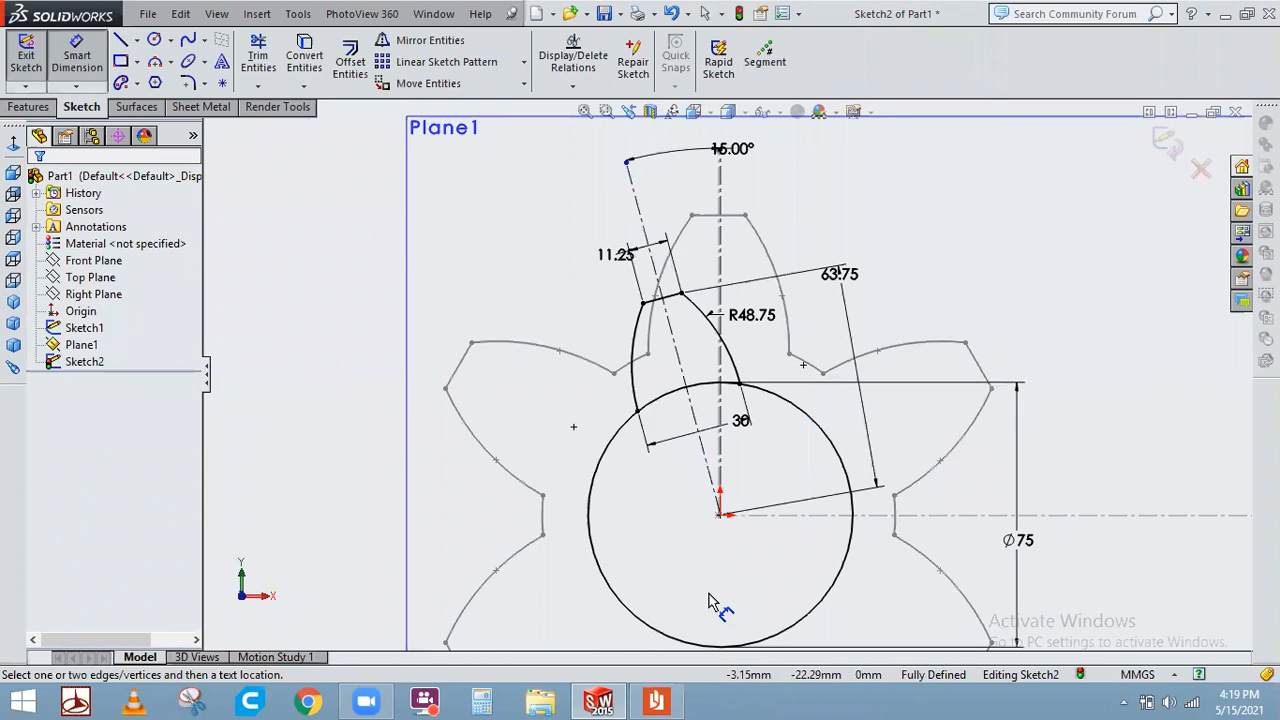 SOLIDWORKS
File Edit View Insert Tools PhotoView 360 Window Help
Sketch2 of Part1 *
Search Community Forum
Exit Sketch
Smart Dimension
Trim Entities
Convert Entities
Offset Entities
Mirror Entities
Linear Sketch Pattern
Move Entities
Display/Delete Relations
Repair Sketch
Quick Snaps
Rapid Sketch
Segment
Features Sketch Surfaces Sheet Metal Render Tools
Part1 (Default<<Default>_Disp
History
Sensors
Annotations
Material <not specified>
Front Plane
Top Plane
Right Plane
Origin
Sketch1
Plane1
Sketch2
Plane1
15.00°
11.25
63.75
R48.75
30
∅75
Y
X
Activate Windows
Go to PC settings to activate Windows.
Model 3D Views Motion Study 1
Select one or two edges/vertices and then a text location.
-3.15mm -22.29mm 0mm Fully Defined Editing Sketch2 MMGS
SW
2015
4:19 PM
5/15/2021